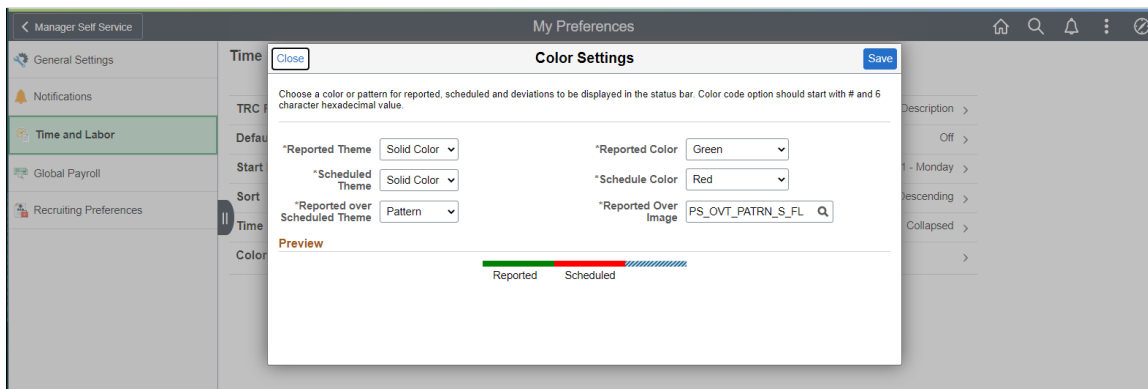 Manager Self Service
My Preferences
General Settings
Notifications
Time and Labor
Global Payroll
Recruiting Preferences
Time
TRC
Description
Defau
Off
Start
1 - Monday
Sort
Descending
Time
Collapsed
Color
Close
Color Settings
Save
Choose a color or pattern for reported, scheduled and deviations to be displayed in the status bar. Color code option should start with # and 6
character hexadecimal value.
*Reported Theme Solid Color
*Reported Color Green
*Scheduled
Theme Solid Color
*Schedule Color Red
*Reported over
Scheduled Theme Pattern
*Reported Over
Image PS_OVT_PATRN_S_FL
Preview
Reported Scheduled